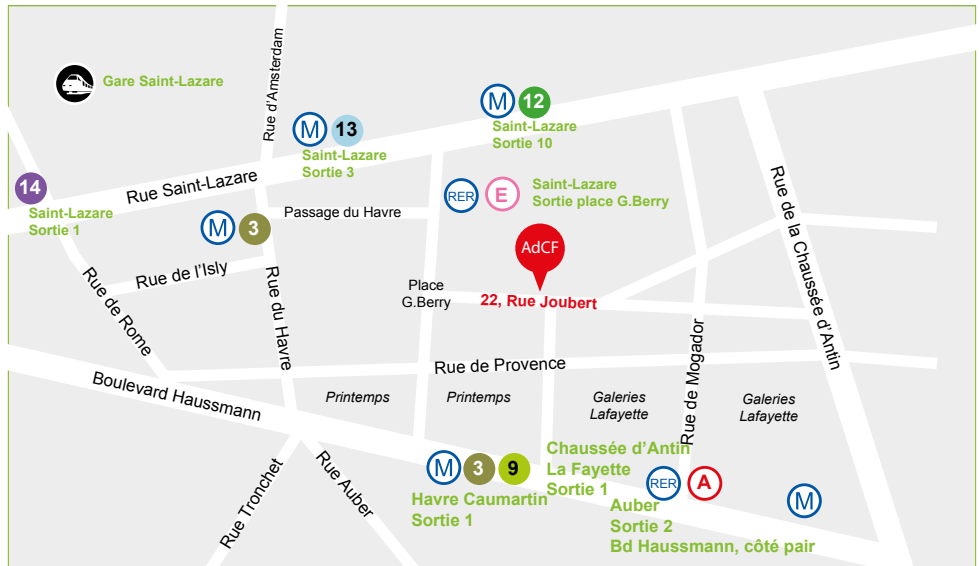 Rue d'Amsterdam
Gare Saint-Lazare
M 12
Saint-Lazare
Sortie 10
M 13
Saint-Lazare
Sortie 3
14
Saint-Lazare
Sortie 1
Rue Saint-Lazare
RER E
Saint-Lazare
Sortie place G.Berry
Rue de la Chaussée d'Antin
M 3
Passage du Havre
AdCF
22, Rue Joubert
Rue de l'Isly
Place
G.Berry
Rue de Rome
Rue du Havre
Rue de Mogador
Rue de Provence
Boulevard Haussmann
Printemps
Printemps
Galeries
Lafayette
Galeries
Lafayette
Rue Tronchet
Rue Auber
M 3 9
Havre Caumartin
Sortie 1
Chaussée d'Antin
La Fayette
Sortie 1
RER A
Auber
Sortie 2
Bd Haussmann, côté pair
M